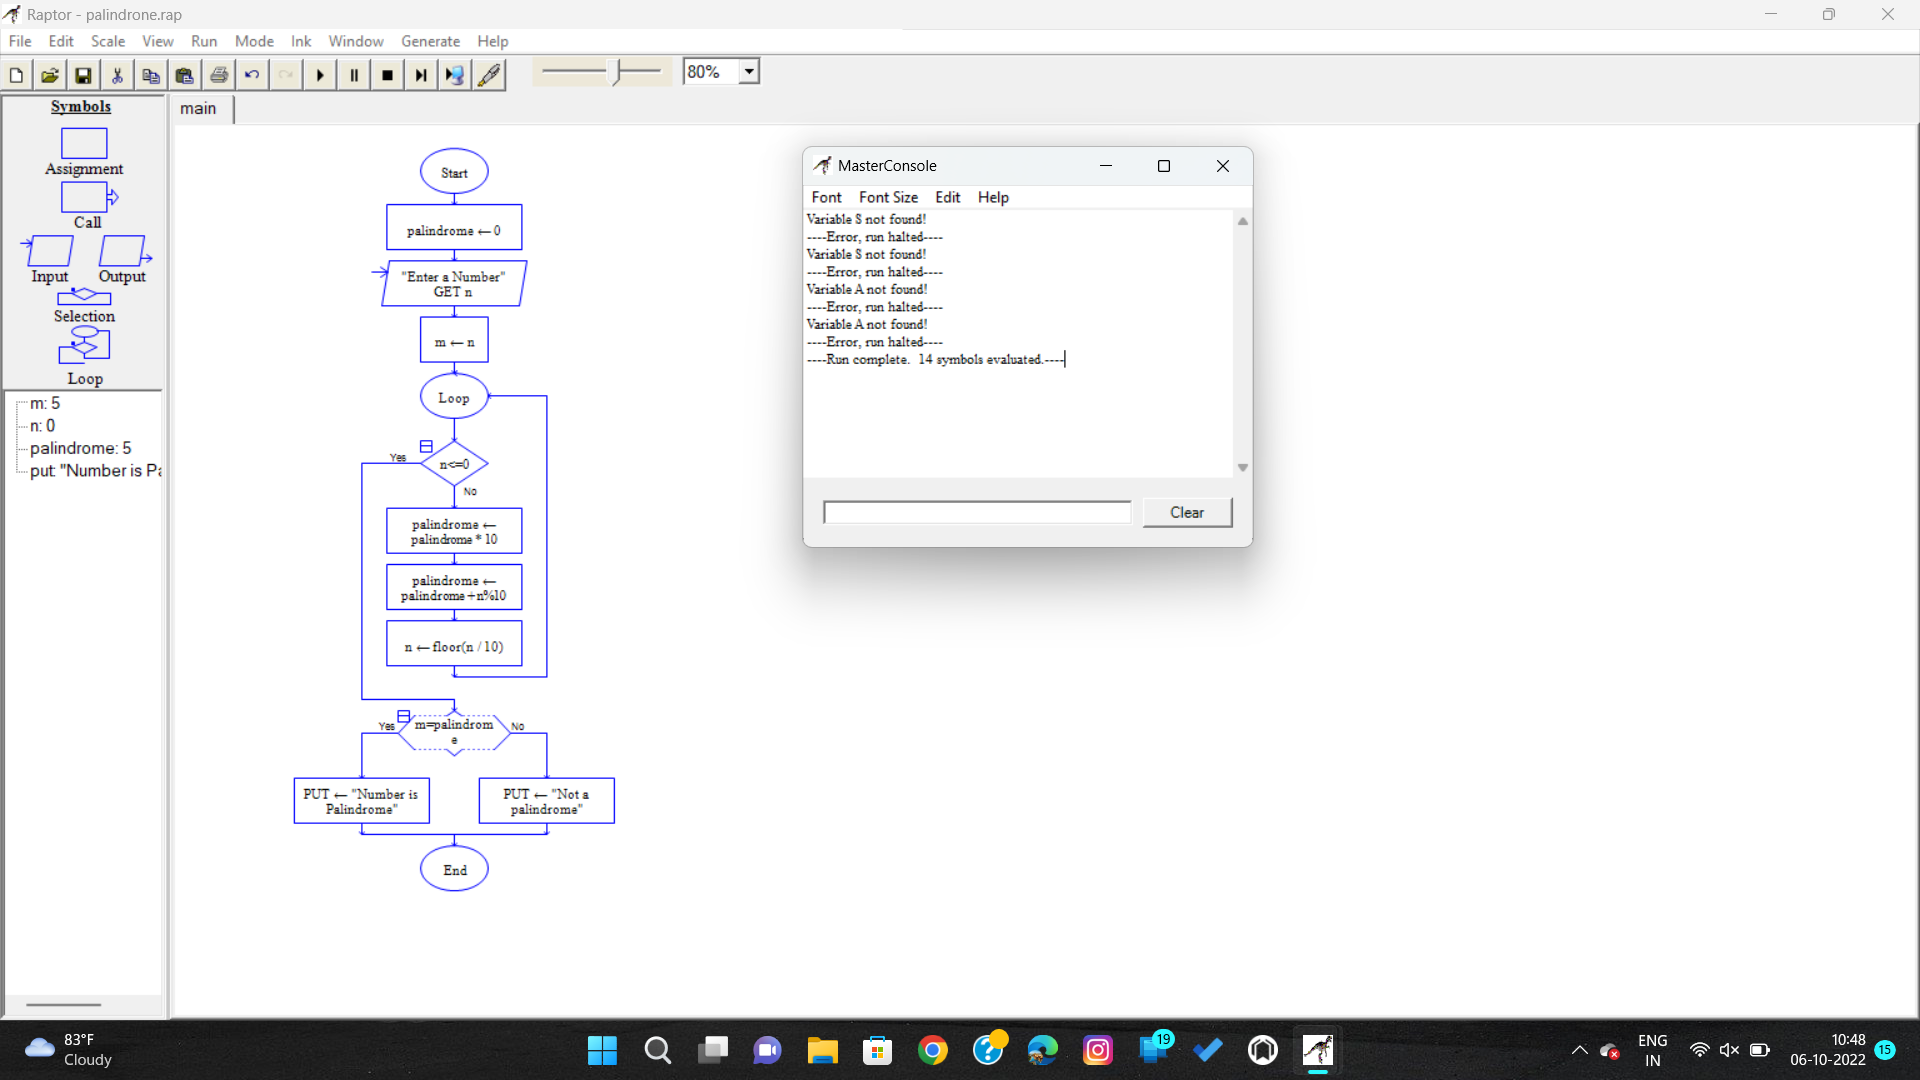 Raptor - palindrone.rap
File Edit Scale View Run Mode Ink Window Generate Help
80%
Symbols
Assignment
Call
Input Output
Selection
Loop
m: 5
n: 0
palindrome: 5
put: "Number is Pa
main
Start
palindrome ← 0
"Enter a Number"
GET n
m ← n
Loop
Yes
n<=0
No
palindrome ←
palindrome * 10
palindrome ←
palindrome+n%10
n ← floor(n / 10)
Yes
m=palindrom
e
No
PUT ← "Number is
Palindrome"
PUT ← "Not a
palindrome"
End
MasterConsole
Font Font Size Edit Help
Variable S not found!
----Error, run halted----
Variable S not found!
----Error, run halted----
Variable A not found!
----Error, run halted----
Variable A not found!
----Error, run halted----
----Run complete. 14 symbols evaluated.----
Clear
83°F
Cloudy
19
ENG
IN
10:48
06-10-2022
15